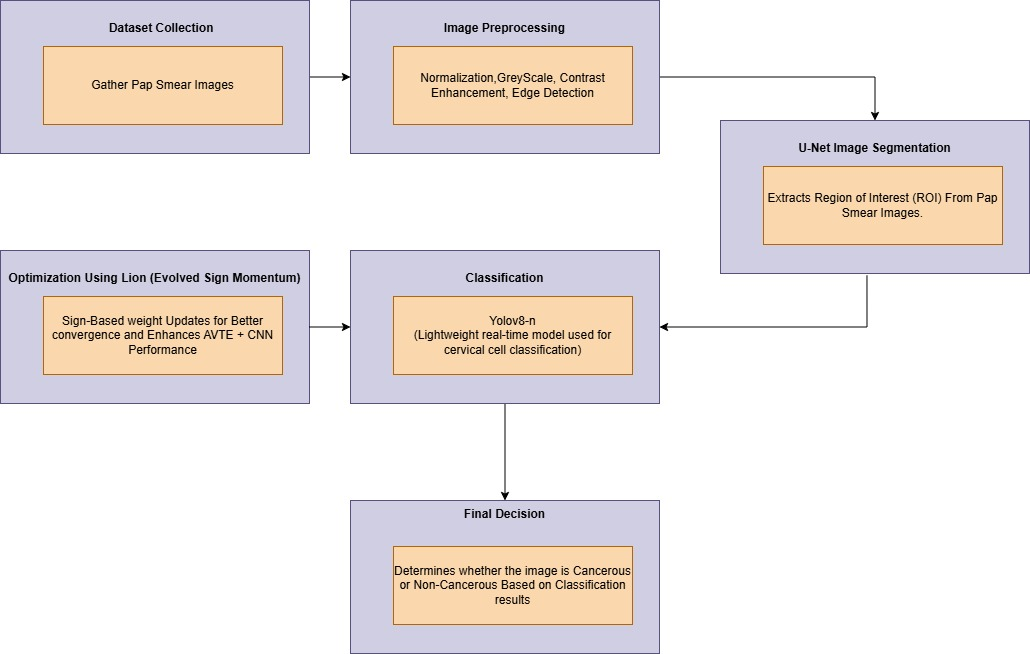 Dataset Collection
Gather Pap Smear Images
Image Preprocessing
Normalization,GreyScale, Contrast
Enhancement, Edge Detection
U-Net Image Segmentation
Extracts Region of Interest (ROI) From Pap
Smear Images.
Optimization Using Lion (Evolved Sign Momentum)
Sign-Based weight Updates for Better
convergence and Enhances AVTE + CNN
Performance
Classification
Yolov8-n
(Lightweight real-time model used for
cervical cell classification)
Final Decision
Determines whether the image is Cancerous
or Non-Cancerous Based on Classification
results